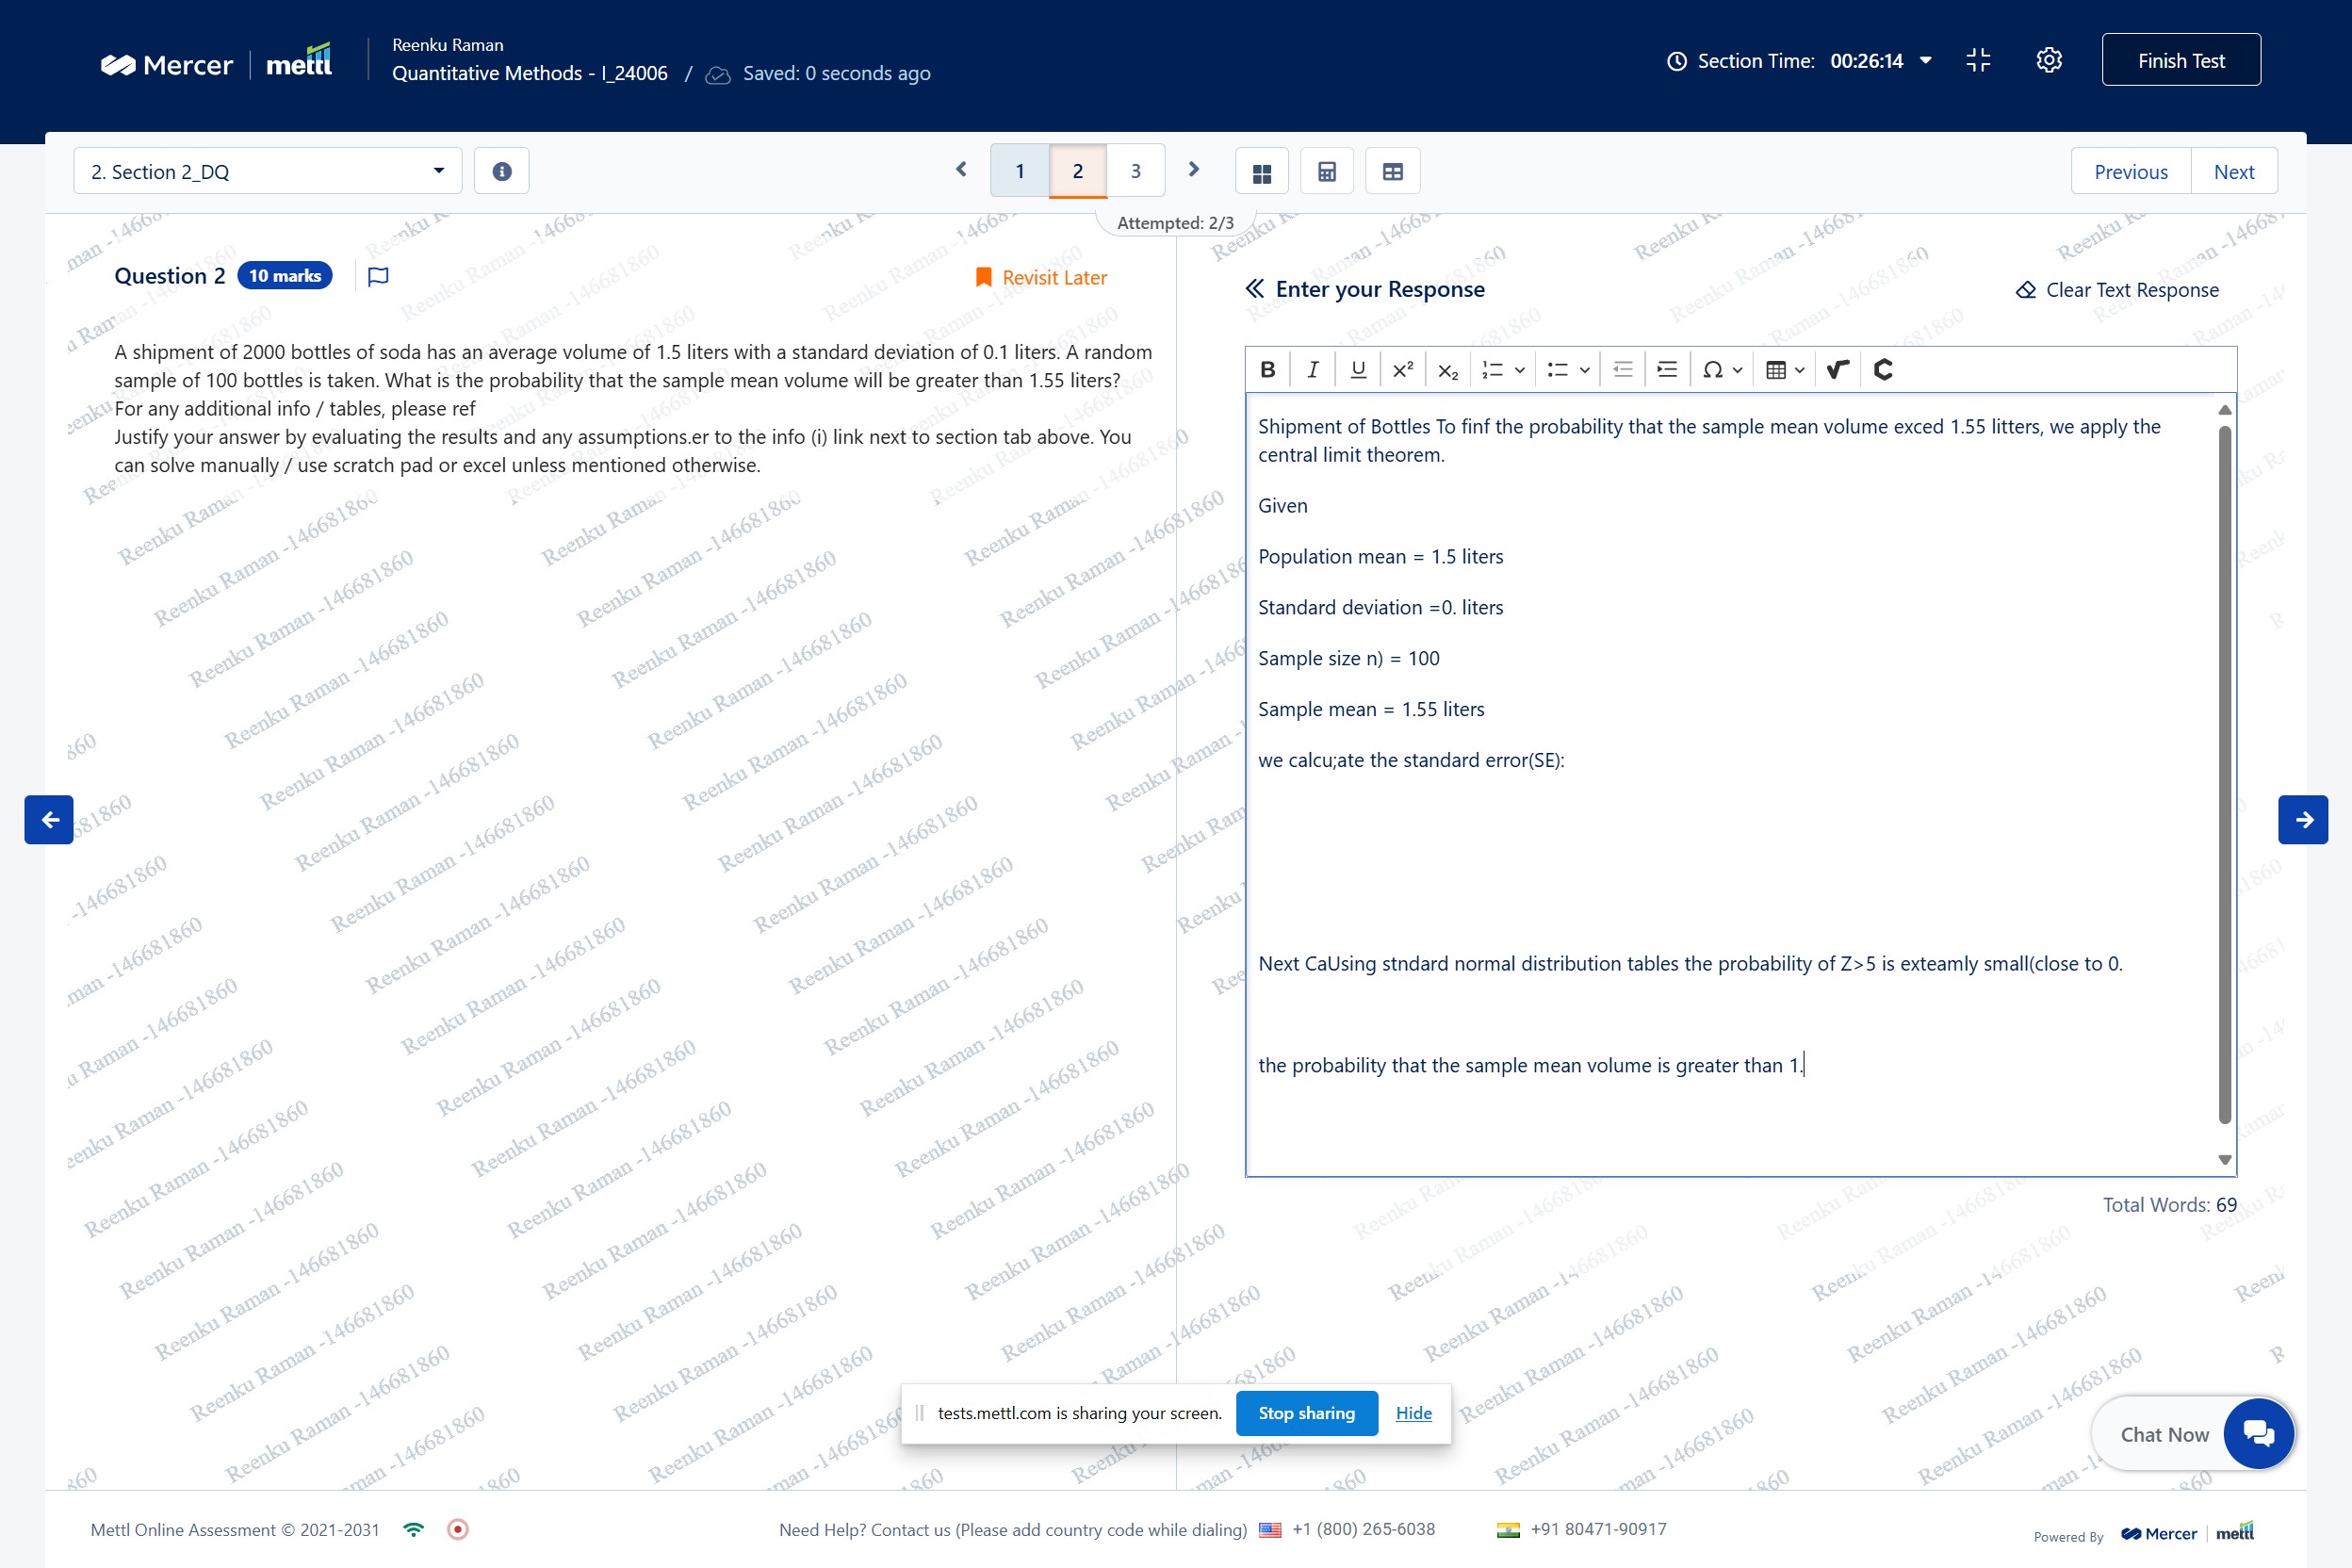 Mercer | mettl
Reenku Raman
Quantitative Methods - I_24006 / Saved: 0 seconds ago
Section Time: 00:26:14
Finish Test
2. Section 2_DQ
1 2 3
Previous Next
Attempted: 2/3
Question 2 10 marks
Revisit Later
A shipment of 2000 bottles of soda has an average volume of 1.5 liters with a standard deviation of 0.1 liters. A random
sample of 100 bottles is taken. What is the probability that the sample mean volume will be greater than 1.55 liters?
For any additional info / tables, please ref
Justify your answer by evaluating the results and any assumptions.er to the info (i) link next to section tab above. You
can solve manually / use scratch pad or excel unless mentioned otherwise.
Enter your Response
Clear Text Response
Shipment of Bottles To finf the probability that the sample mean volume exced 1.55 litters, we apply the
central limit theorem.
Given
Population mean = 1.5 liters
Standard deviation =0. liters
Sample size n) = 100
Sample mean = 1.55 liters
we calcu;ate the standard error(SE):
Next CaUsing stndard normal distribution tables the probability of Z>5 is exteamly small(close to 0.
the probability that the sample mean volume is greater than 1.
Total Words: 69
Reenku Raman -146681860
tests.mettl.com is sharing your screen. Stop sharing Hide
Chat Now
Mettl Online Assessment © 2021-2031
Need Help? Contact us (Please add country code while dialing) +1 (800) 265-6038 +91 80471-90917
Powered By Mercer | mettl